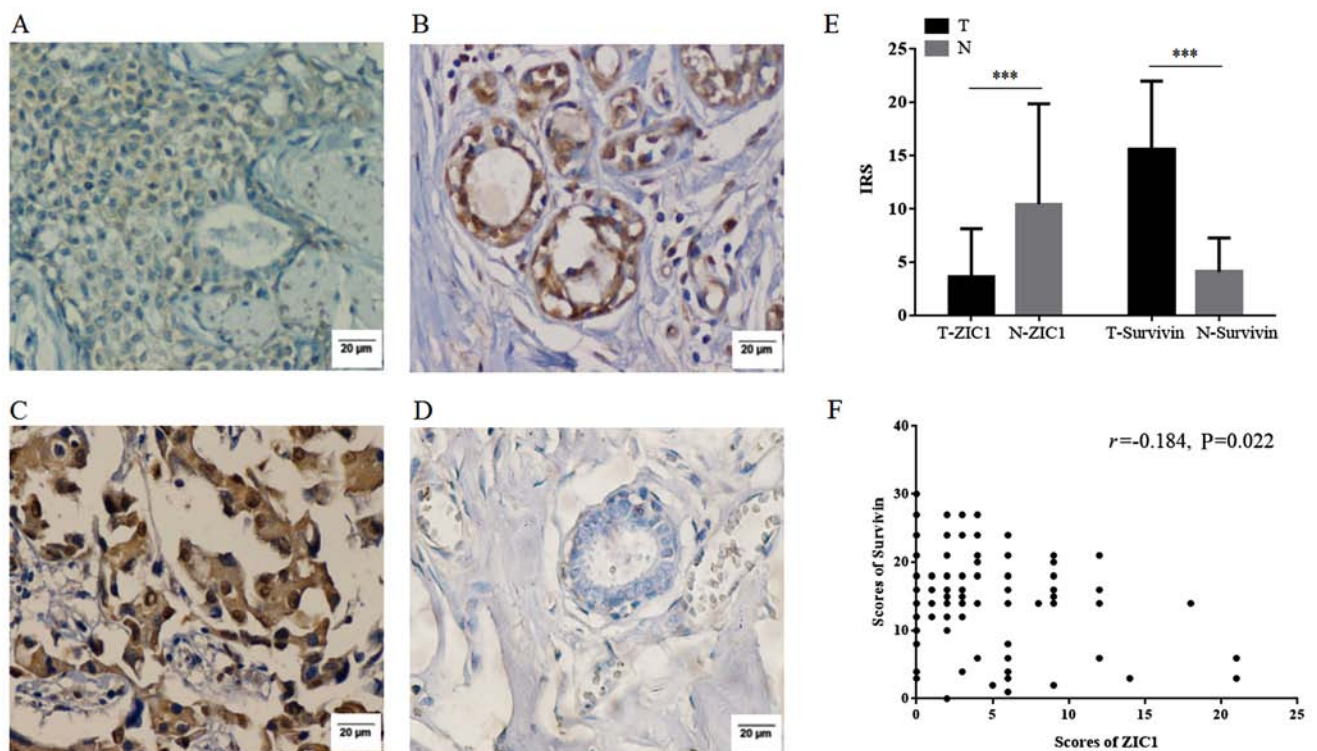 A
20 µm
B
20 µm
E
T
N
25
20
15
10
5
0
IRS
***
***
T-ZIC1
N-ZIC1
T-Survivin
N-Survivin
C
20 µm
D
20 µm
F
40
30
20
10
0
Scores of Survivin
r=-0.184, P=0.022
0
5
10
15
20
25
Scores of ZIC1